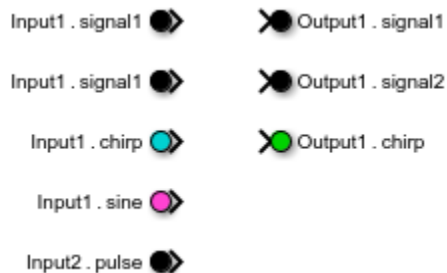 Input1 . signal1
Output1 . signal1
Input1 . signal1
Output1 . signal2
Input1 . chirp
Output1 . chirp
Input1 . sine
Input2 . pulse